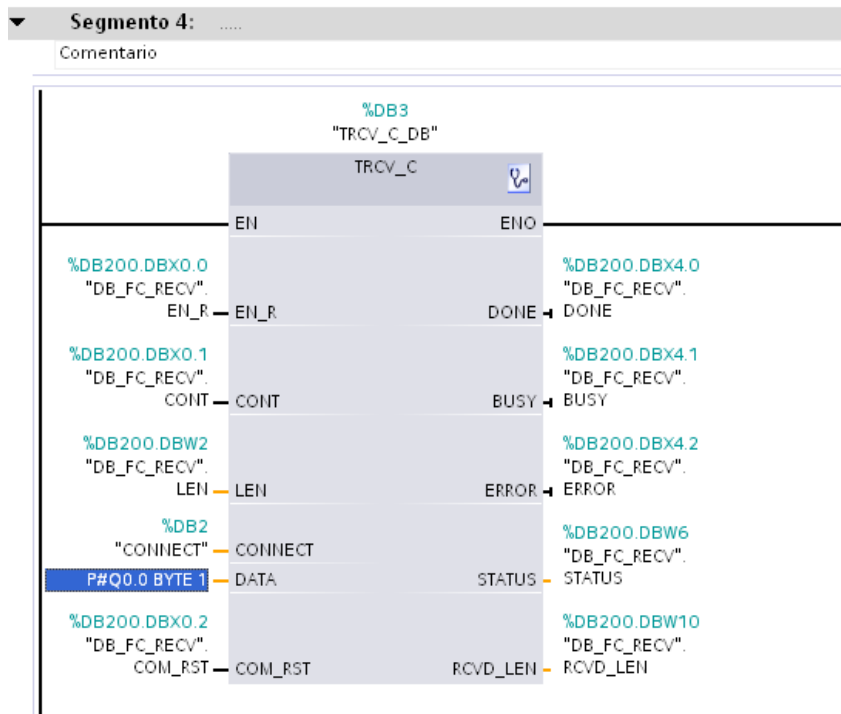 Segmento 4: .....
Comentario
%DB3
"TRCV_C_DB"
TRCV_C
EN ENO
%DB200.DBX0.0 %DB200.DBX4.0
"DB_FC_RECV". "DB_FC_RECV".
EN_R EN_R DONE DONE
%DB200.DBX0.1 %DB200.DBX4.1
"DB_FC_RECV". "DB_FC_RECV".
CONT CONT BUSY BUSY
%DB200.DBW2 %DB200.DBX4.2
"DB_FC_RECV". "DB_FC_RECV".
LEN LEN ERROR ERROR
%DB2 %DB200.DBW6
"CONNECT" CONNECT "DB_FC_RECV".
P#Q0.0 BYTE 1 DATA STATUS STATUS
%DB200.DBX0.2 %DB200.DBW10
"DB_FC_RECV". "DB_FC_RECV".
COM_RST COM_RST RCVD_LEN RCVD_LEN